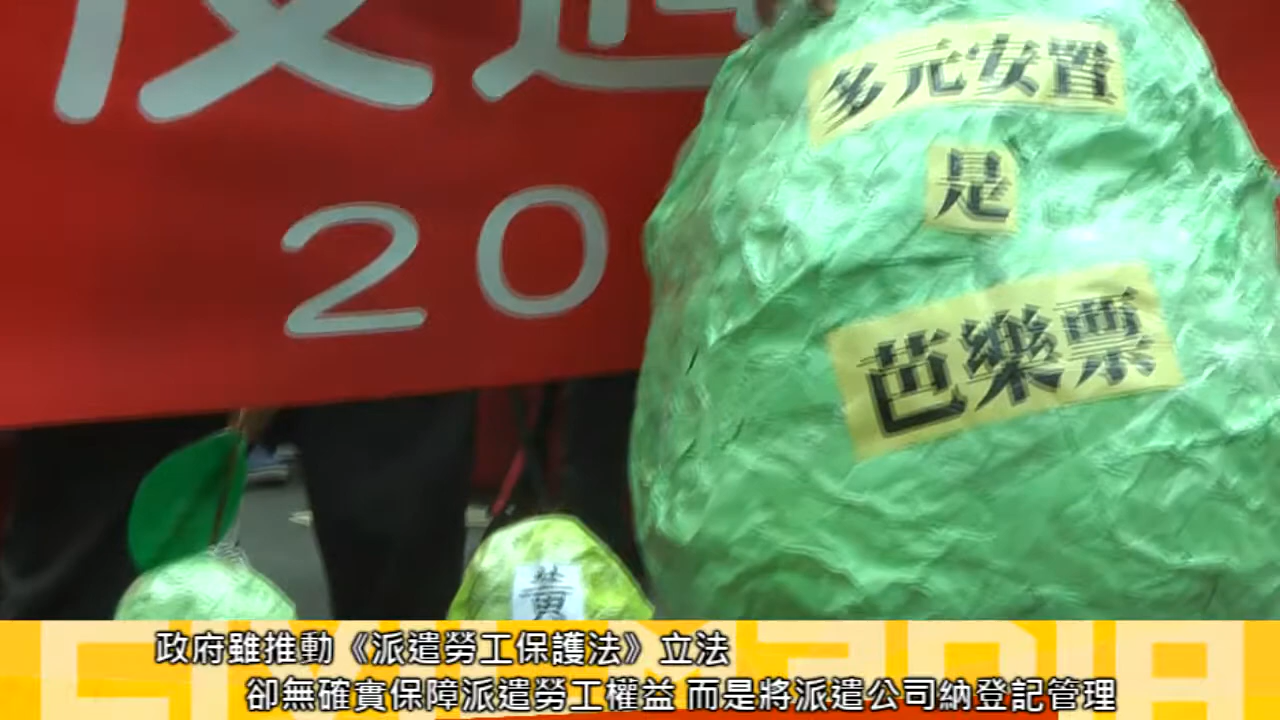 20
多元安置
是
芭樂票
政府雖推動《派遣勞工保護法》立法
卻無確實保障派遣勞工權益 而是將派遣公司納登記管理